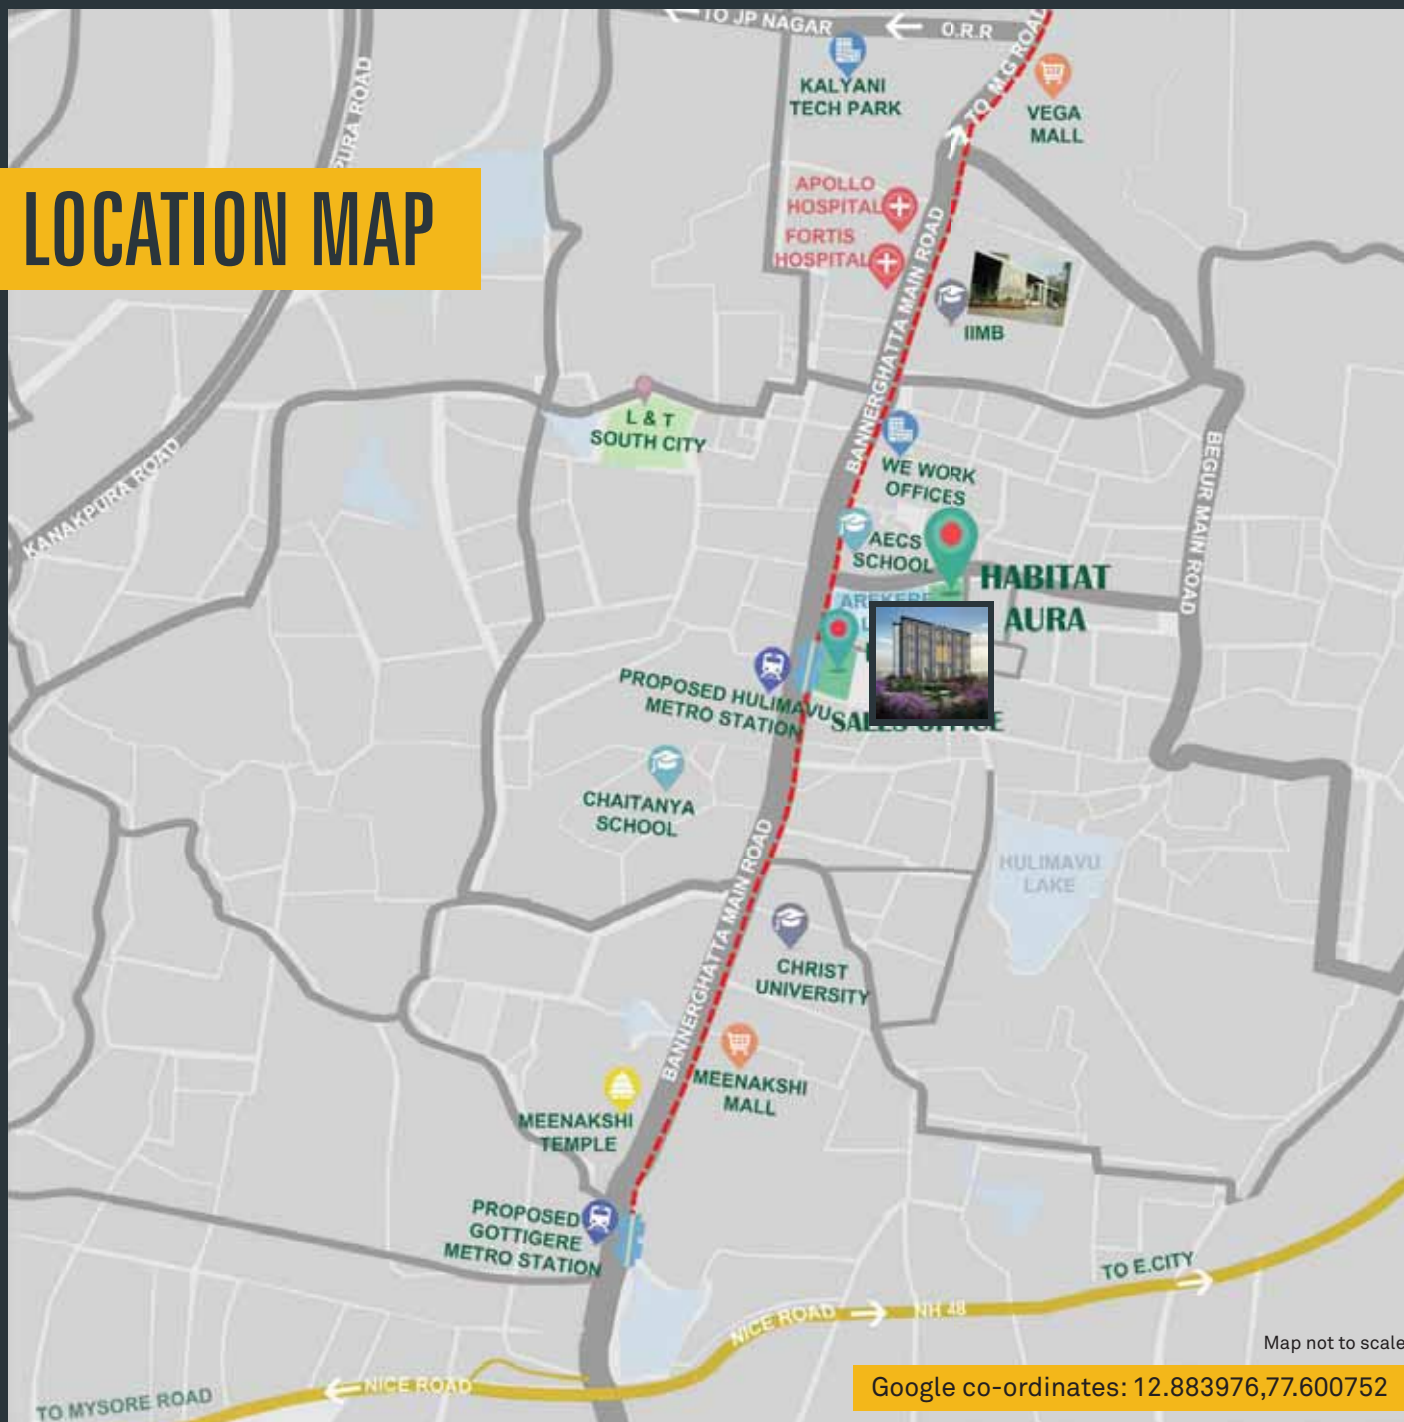 TO JP NAGAR
O.R.R
TO M.G ROAD
KALYANI
TECH PARK
VEGA
MALL
PURA ROAD
LOCATION MAP
APOLLO
HOSPITAL
FORTIS
HOSPITAL
BANNERGHATTA MAIN ROAD
IIMB
L & T
SOUTH CITY
KANAKPURA ROAD
WE WORK
OFFICES
BEGUR MAIN ROAD
AECS
SCHOOL
HABITAT
AURA
AREKERE
PROPOSED HULIMAVU
METRO STATION
SALES OFFICE
CHAITANYA
SCHOOL
BANNERGHATTA MAIN ROAD
HULIMAVU
LAKE
CHRIST
UNIVERSITY
MEENAKSHI
MALL
MEENAKSHI
TEMPLE
PROPOSED
GOTTIGERE
METRO STATION
TO E.CITY
NICE ROAD
NH 48
Map not to scale
Google co-ordinates: 12.883976,77.600752
NICE ROAD
TO MYSORE ROAD